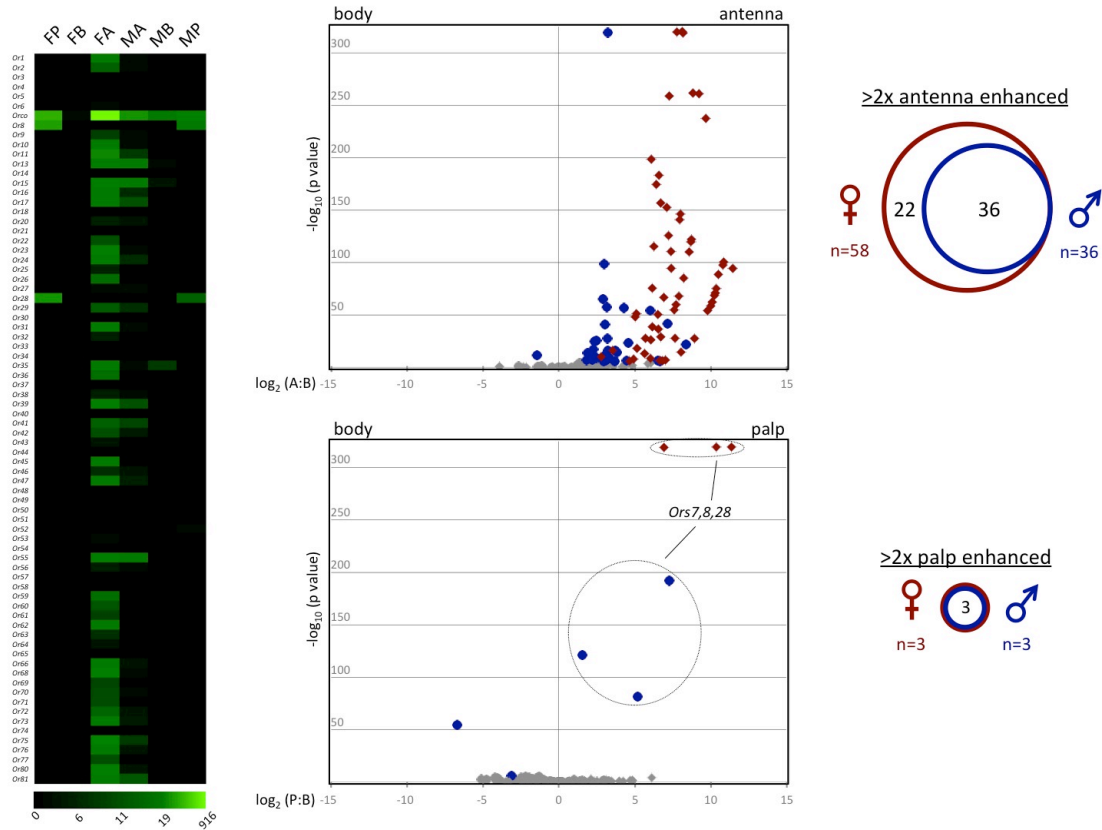 FP FB FA MA MB MP
Or1
Or2
Or3
Or4
Or5
Or6
Orco
Or8
Or9
Or10
Or11
Or13
Or14
Or15
Or16
Or17
Or18
Or20
Or21
Or22
Or23
Or24
Or25
Or26
Or27
Or28
Or29
Or30
Or31
Or32
Or33
Or34
Or35
Or36
Or37
Or38
Or39
Or40
Or41
Or42
Or43
Or44
Or45
Or46
Or47
Or48
Or49
Or50
Or51
Or52
Or53
Or54
Or55
Or56
Or57
Or58
Or59
Or60
Or61
Or62
Or63
Or64
Or65
Or66
Or68
Or69
Or70
Or71
Or72
Or73
Or74
Or75
Or76
Or77
Or80
Or81
0 6 11 19 916
body antenna
300
250
200
150
100
50
-log10 (p value)
log2 (A:B) -15 -10 -5 0 5 10 15
body palp
300
250
200
150
100
50
-log10 (p value)
Ors7,8,28
log2 (P:B) -15 -10 -5 0 5 10 15
>2x antenna enhanced
♀ 22 36 ♂
n=58 n=36
>2x palp enhanced
♀ 3 ♂
n=3 n=3